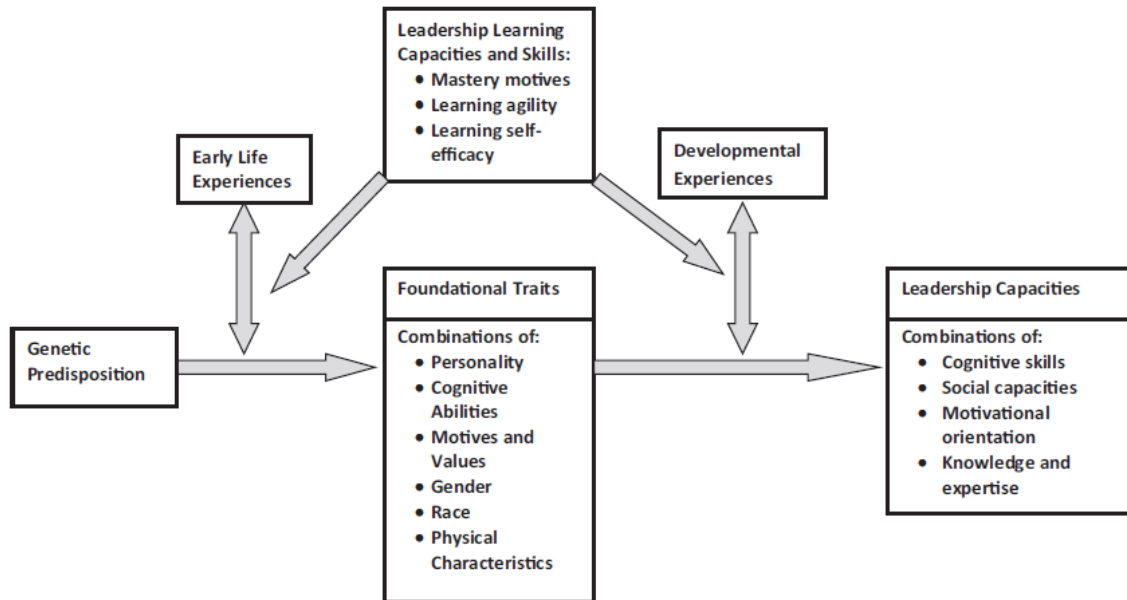 Leadership Learning
Capacities and Skills:
• Mastery motives
• Learning agility
• Learning self-
efficacy
Early Life
Experiences
Developmental
Experiences
Genetic
Predisposition
Foundational Traits
Combinations of:
• Personality
• Cognitive
Abilities
• Motives and
Values
• Gender
• Race
• Physical
Characteristics
Leadership Capacities
Combinations of:
• Cognitive skills
• Social capacities
• Motivational
orientation
• Knowledge and
expertise